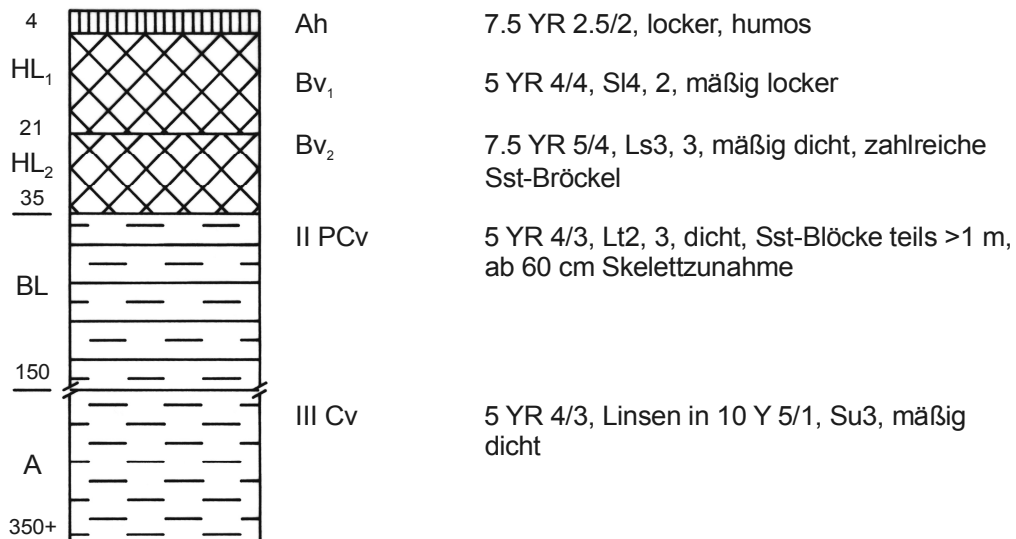 4 Ah 7.5 YR 2.5/2, locker, humos
HL₁ Bv₁ 5 YR 4/4, Sl4, 2, mäßig locker
21
HL₂ Bv₂ 7.5 YR 5/4, Ls3, 3, mäßig dicht, zahlreiche
Sst-Bröckel
35
II PCv 5 YR 4/3, Lt2, 3, dicht, Sst-Blöcke teils >1 m,
ab 60 cm Skelettzunahme
BL
150
III Cv 5 YR 4/3, Linsen in 10 Y 5/1, Su3, mäßig
dicht
A
350+